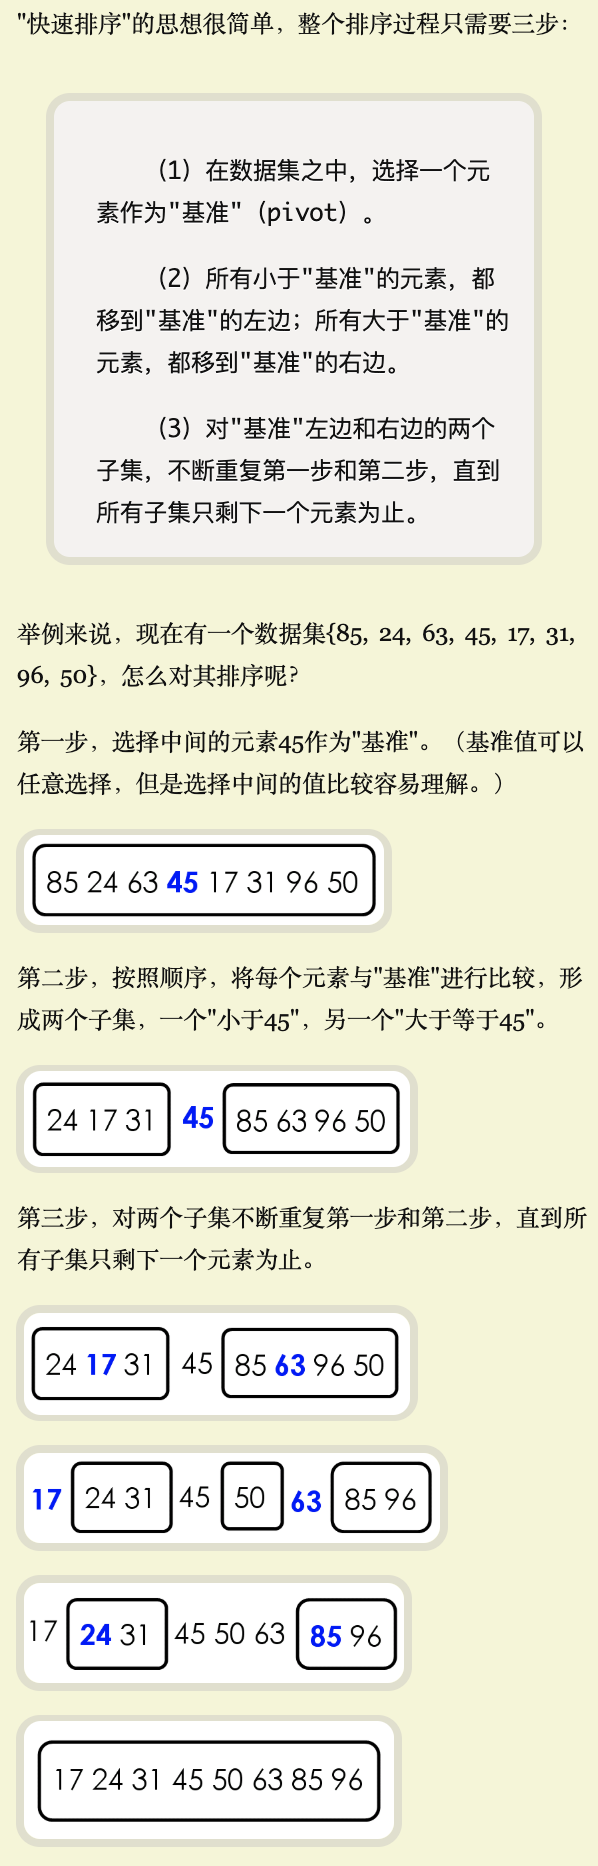 "快速排序"的思想很简单，整个排序过程只需要三步：
（1）在数据集之中，选择一个元
素作为"基准"（pivot）。
（2）所有小于"基准"的元素，都
移到"基准"的左边；所有大于"基准"的
元素，都移到"基准"的右边。
（3）对"基准"左边和右边的两个
子集，不断重复第一步和第二步，直到
所有子集只剩下一个元素为止。
举例来说，现在有一个数据集{85, 24, 63, 45, 17, 31,
96, 50}，怎么对其排序呢？
第一步，选择中间的元素45作为"基准"。（基准值可以
任意选择，但是选择中间的值比较容易理解。）
85 24 63 45 17 31 96 50
第二步，按照顺序，将每个元素与"基准"进行比较，形
成两个子集，一个"小于45"，另一个"大于等于45"。
24 17 31 45 85 63 96 50
第三步，对两个子集不断重复第一步和第二步，直到所
有子集只剩下一个元素为止。
24 17 31 45 85 63 96 50
17 24 31 45 50 63 85 96
17 24 31 45 50 63 85 96
17 24 31 45 50 63 85 96